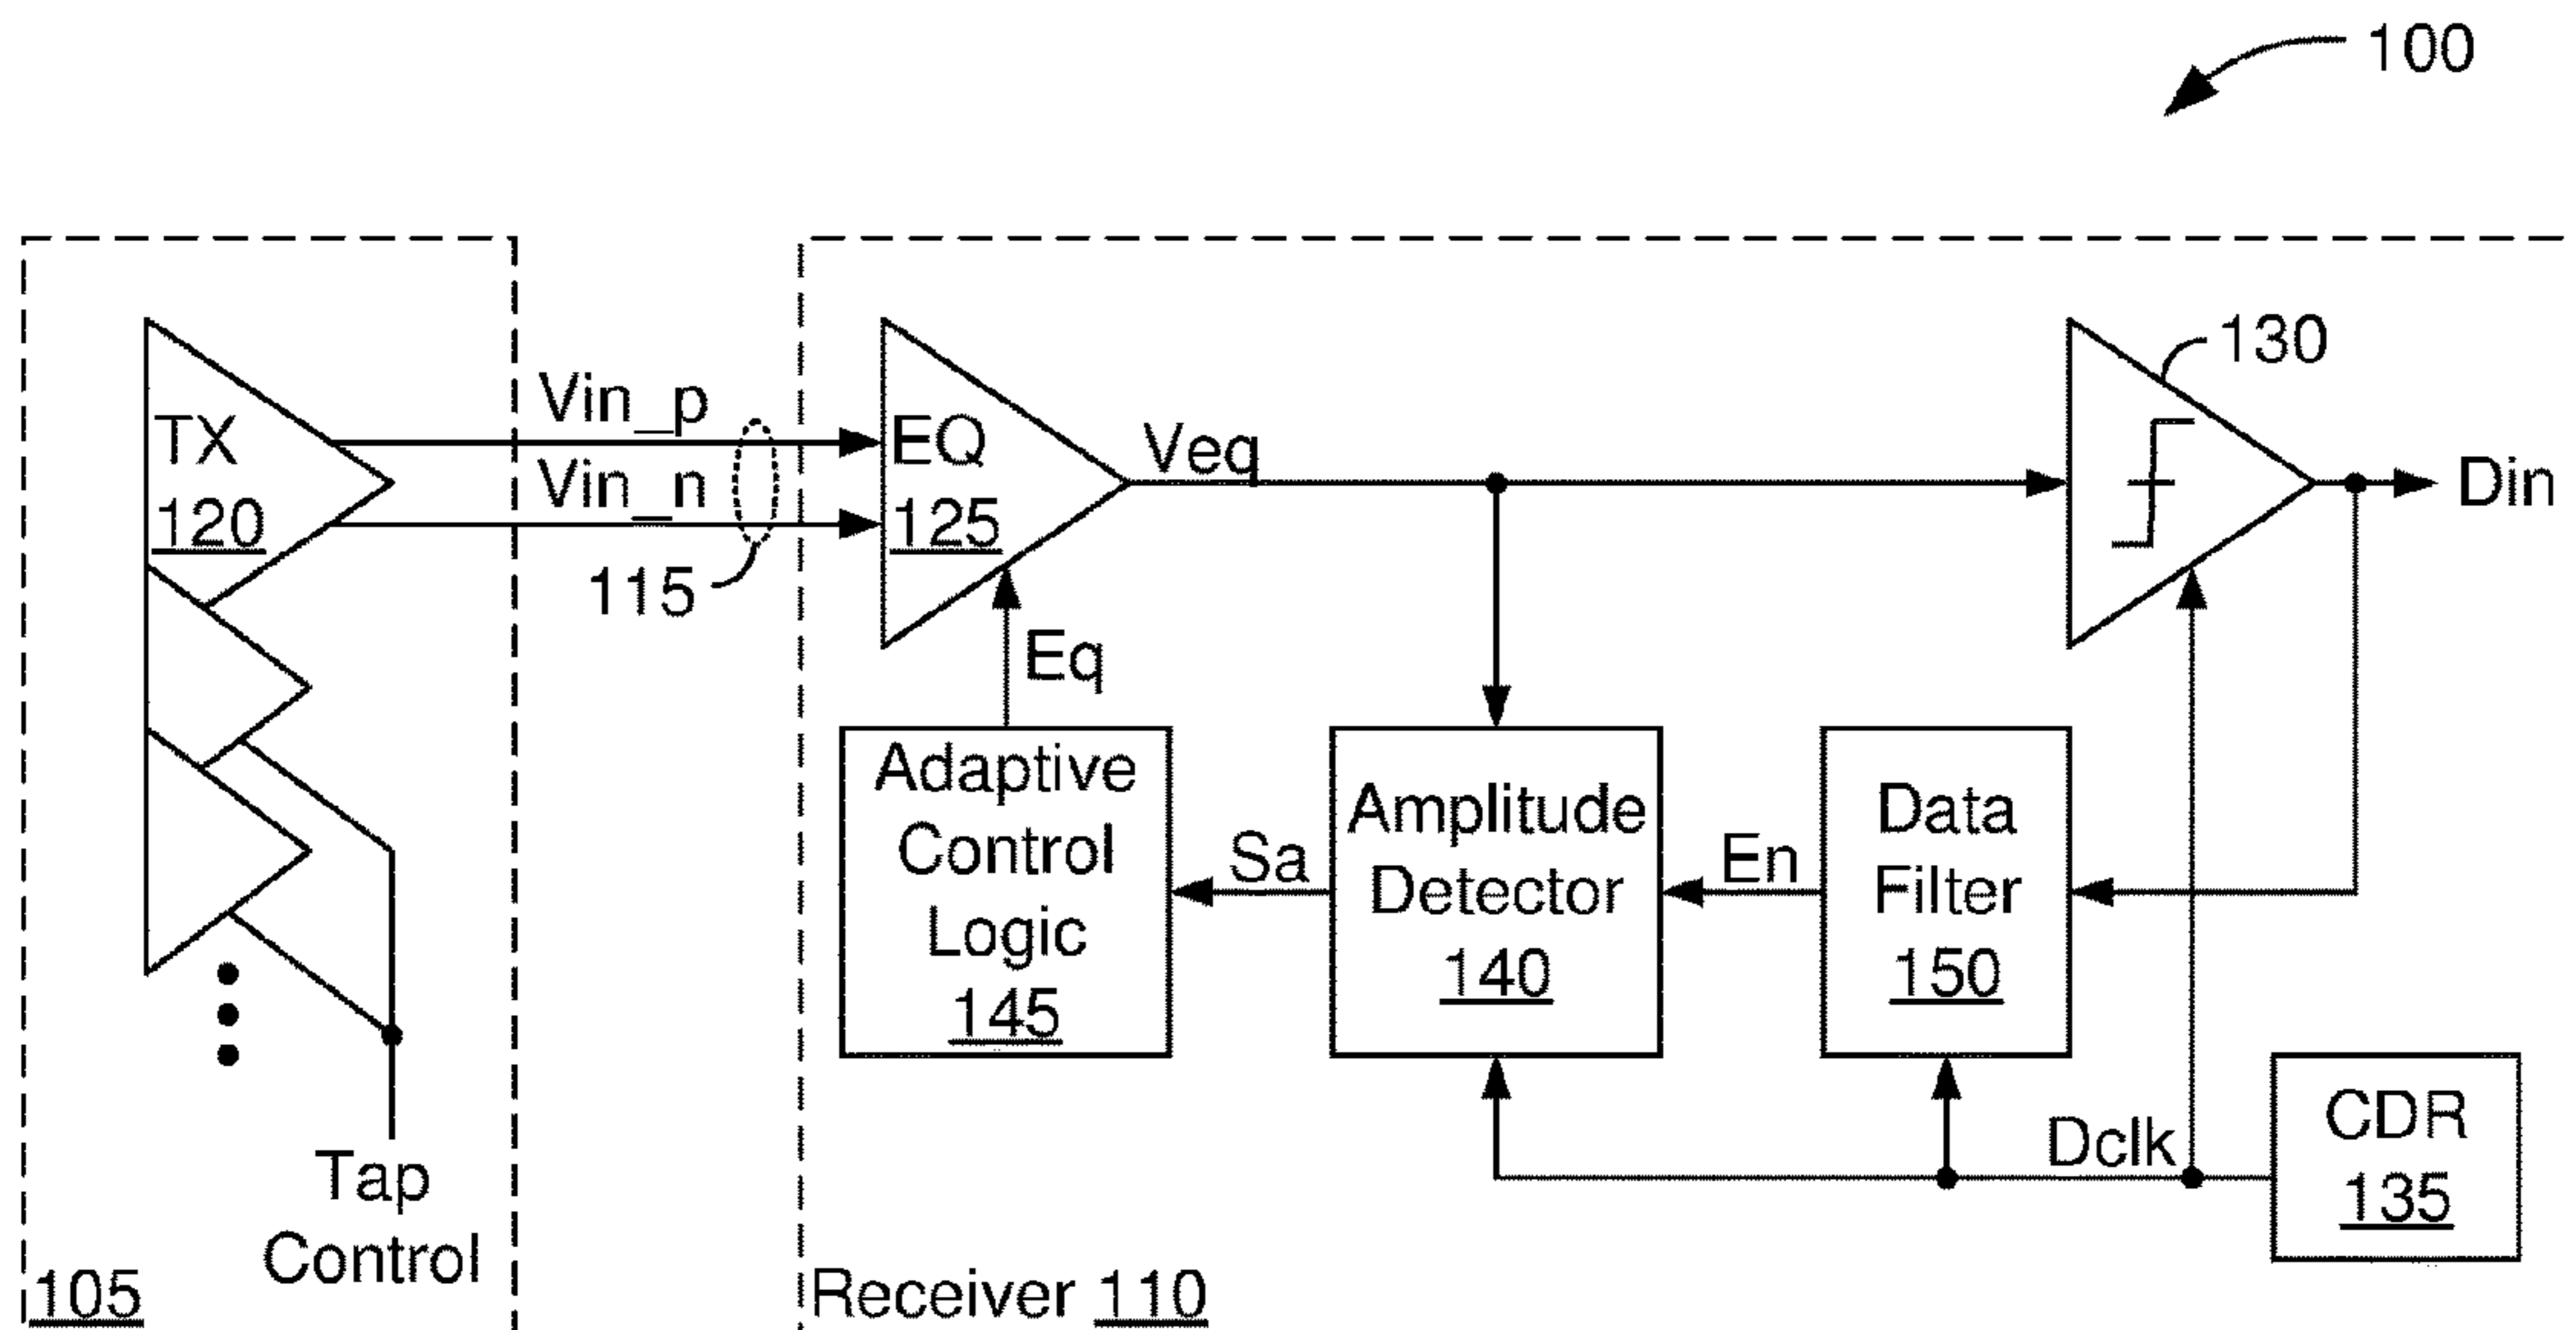 100
130
Vin_p
TX
120
EQ
125
Veq
Din
Vin_n
115
Eq
Adaptive
Control
Logic
145
Sa
Amplitude
Detector
140
En
Data
Filter
150
Dclk
CDR
135
Tap
Control
105
Receiver 110